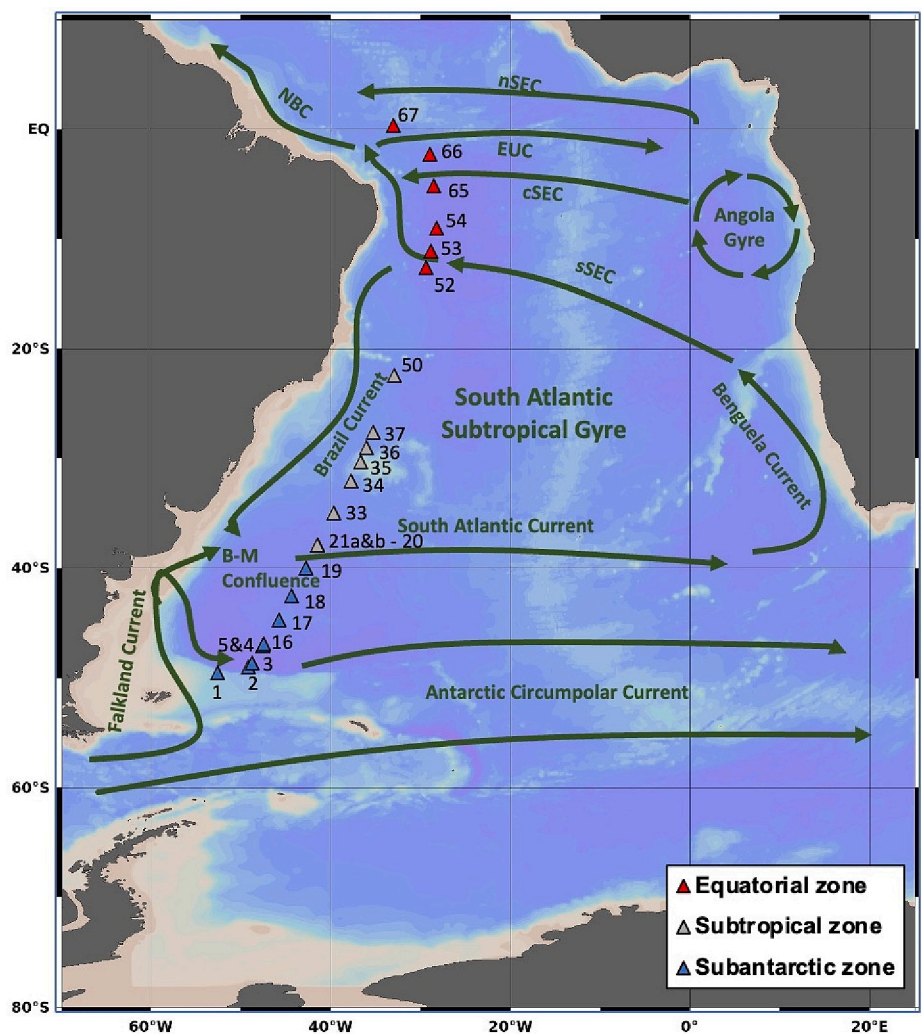 nSEC
NBC
67
EQ
EUC
66
cSEC
65
Angola
Gyre
54
53
sSEC
52
20°S
50
South Atlantic
Subtropical Gyre
Brazil Current
Benguela Current
37
36
35
34
33
South Atlantic Current
21a&b - 20
B-M
Confluence
40°S
19
18
17
Falkland Current
5&4
16
3
2
1
Antarctic Circumpolar Current
60°S
Equatorial zone
Subtropical zone
Subantarctic zone
80°S
60°W
40°W
20°W
0°
20°E